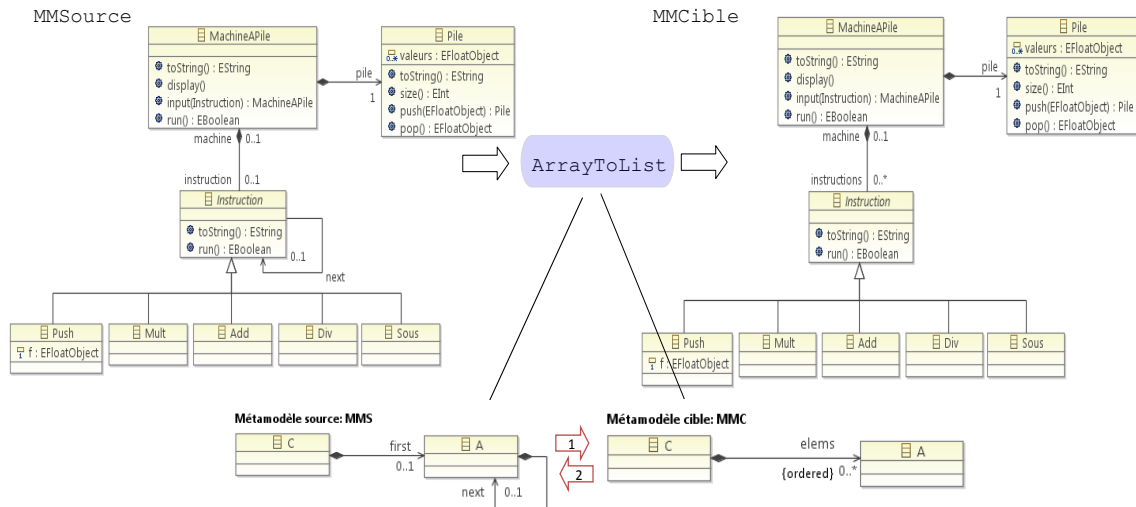 MMSource
MachineAPile
toString() : EString
display()
input(Instruction) : MachineAPile
run() : EBoolean
Pile
0..* valeurs : EFloatObject
toString() : EString
size() : EInt
push(EFloatObject) : Pile
pop() : EFloatObject
pile
1
machine 0..1
instruction 0..1
Instruction
toString() : EString
run() : EBoolean
0..1
next
Push
1 f : EFloatObject
Mult
Add
Div
Sous
ArrayToList
MMCible
MachineAPile
toString() : EString
display()
input(Instruction) : MachineAPile
run() : EBoolean
Pile
0..* valeurs : EFloatObject
toString() : EString
size() : EInt
push(EFloatObject) : Pile
pop() : EFloatObject
pile
1
machine 0..1
instructions 0..*
Instruction
toString() : EString
run() : EBoolean
Push
1 f : EFloatObject
Mult
Add
Div
Sous
Métamodèle source: MMS
C
first
0..1
A
next 0..1
1
2
Métamodèle cible: MMC
C
elems
{ordered} 0..*
A